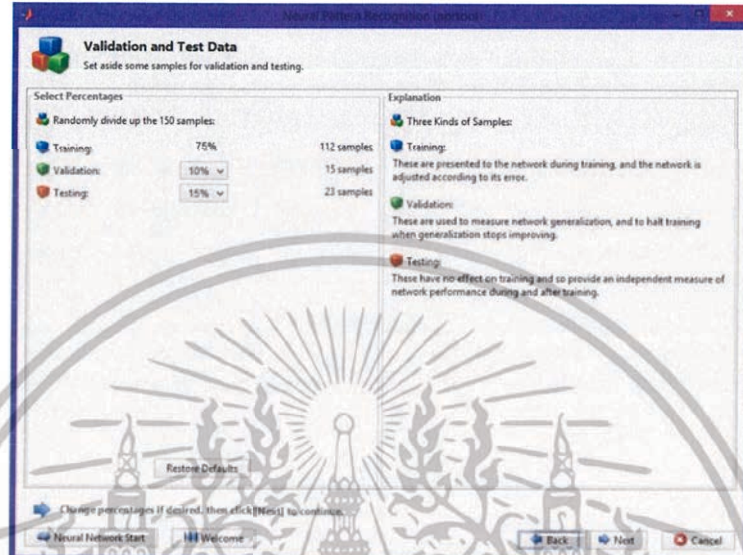 Neural Pattern Recognition (nprtool)
Validation and Test Data
Set aside some samples for validation and testing.
Select Percentages
Randomly divide up the 150 samples:
Training: 75% 112 samples
Validation: 10% 15 samples
Testing: 15% 23 samples
Restore Defaults
Explanation
Three Kinds of Samples:
Training:
These are presented to the network during training, and the network is
adjusted according to its error.
Validation:
These are used to measure network generalization, and to halt training
when generalization stops improving.
Testing:
These have no effect on training and so provide an independent measure of
network performance during and after training.
Change percentages if desired, then click [Next] to continue.
Neural Network Start
Welcome
Back
Next
Cancel